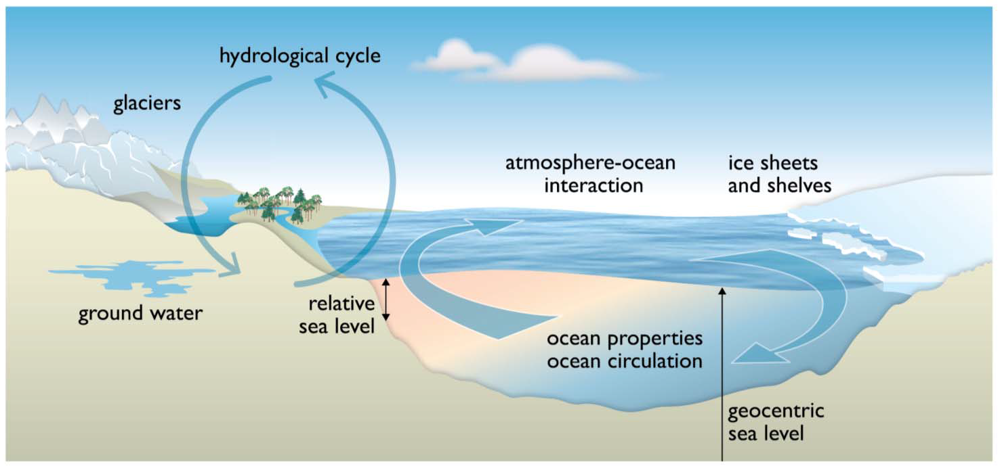 hydrological cycle
glaciers
atmosphere-ocean
interaction
ice sheets
and shelves
ground water
relative
sea level
ocean properties
ocean circulation
geocentric
sea level